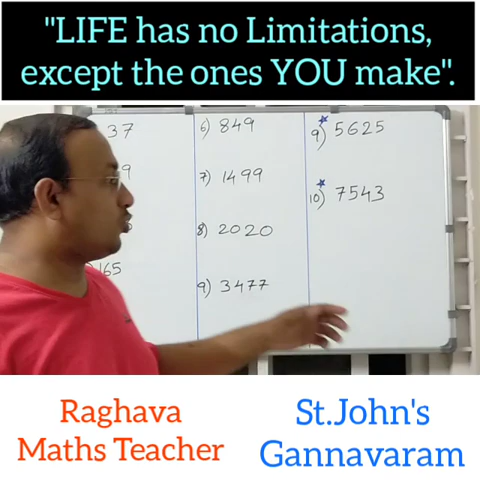 "LIFE has no Limitations,
except the ones YOU make".
37
9
165
6) 849
7) 1499
8) 2020
9) 3477
9) 5625
10) 7543
Raghava
Maths Teacher
St.John's
Gannavaram